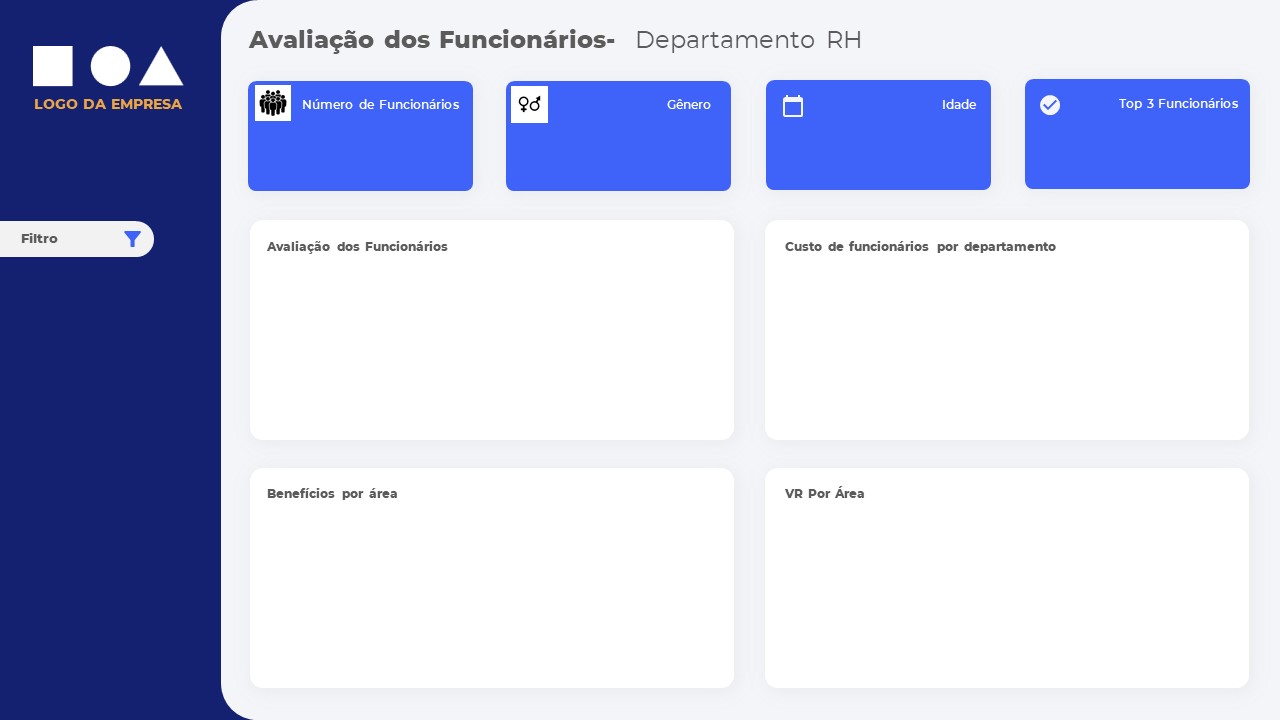 Avaliação dos Funcionários- Departamento RH
LOGO DA EMPRESA
Número de Funcionários
Gênero
Idade
Top 3 Funcionários
Filtro
Avaliação dos Funcionários
Custo de funcionários por departamento
Benefícios por área
VR Por Área